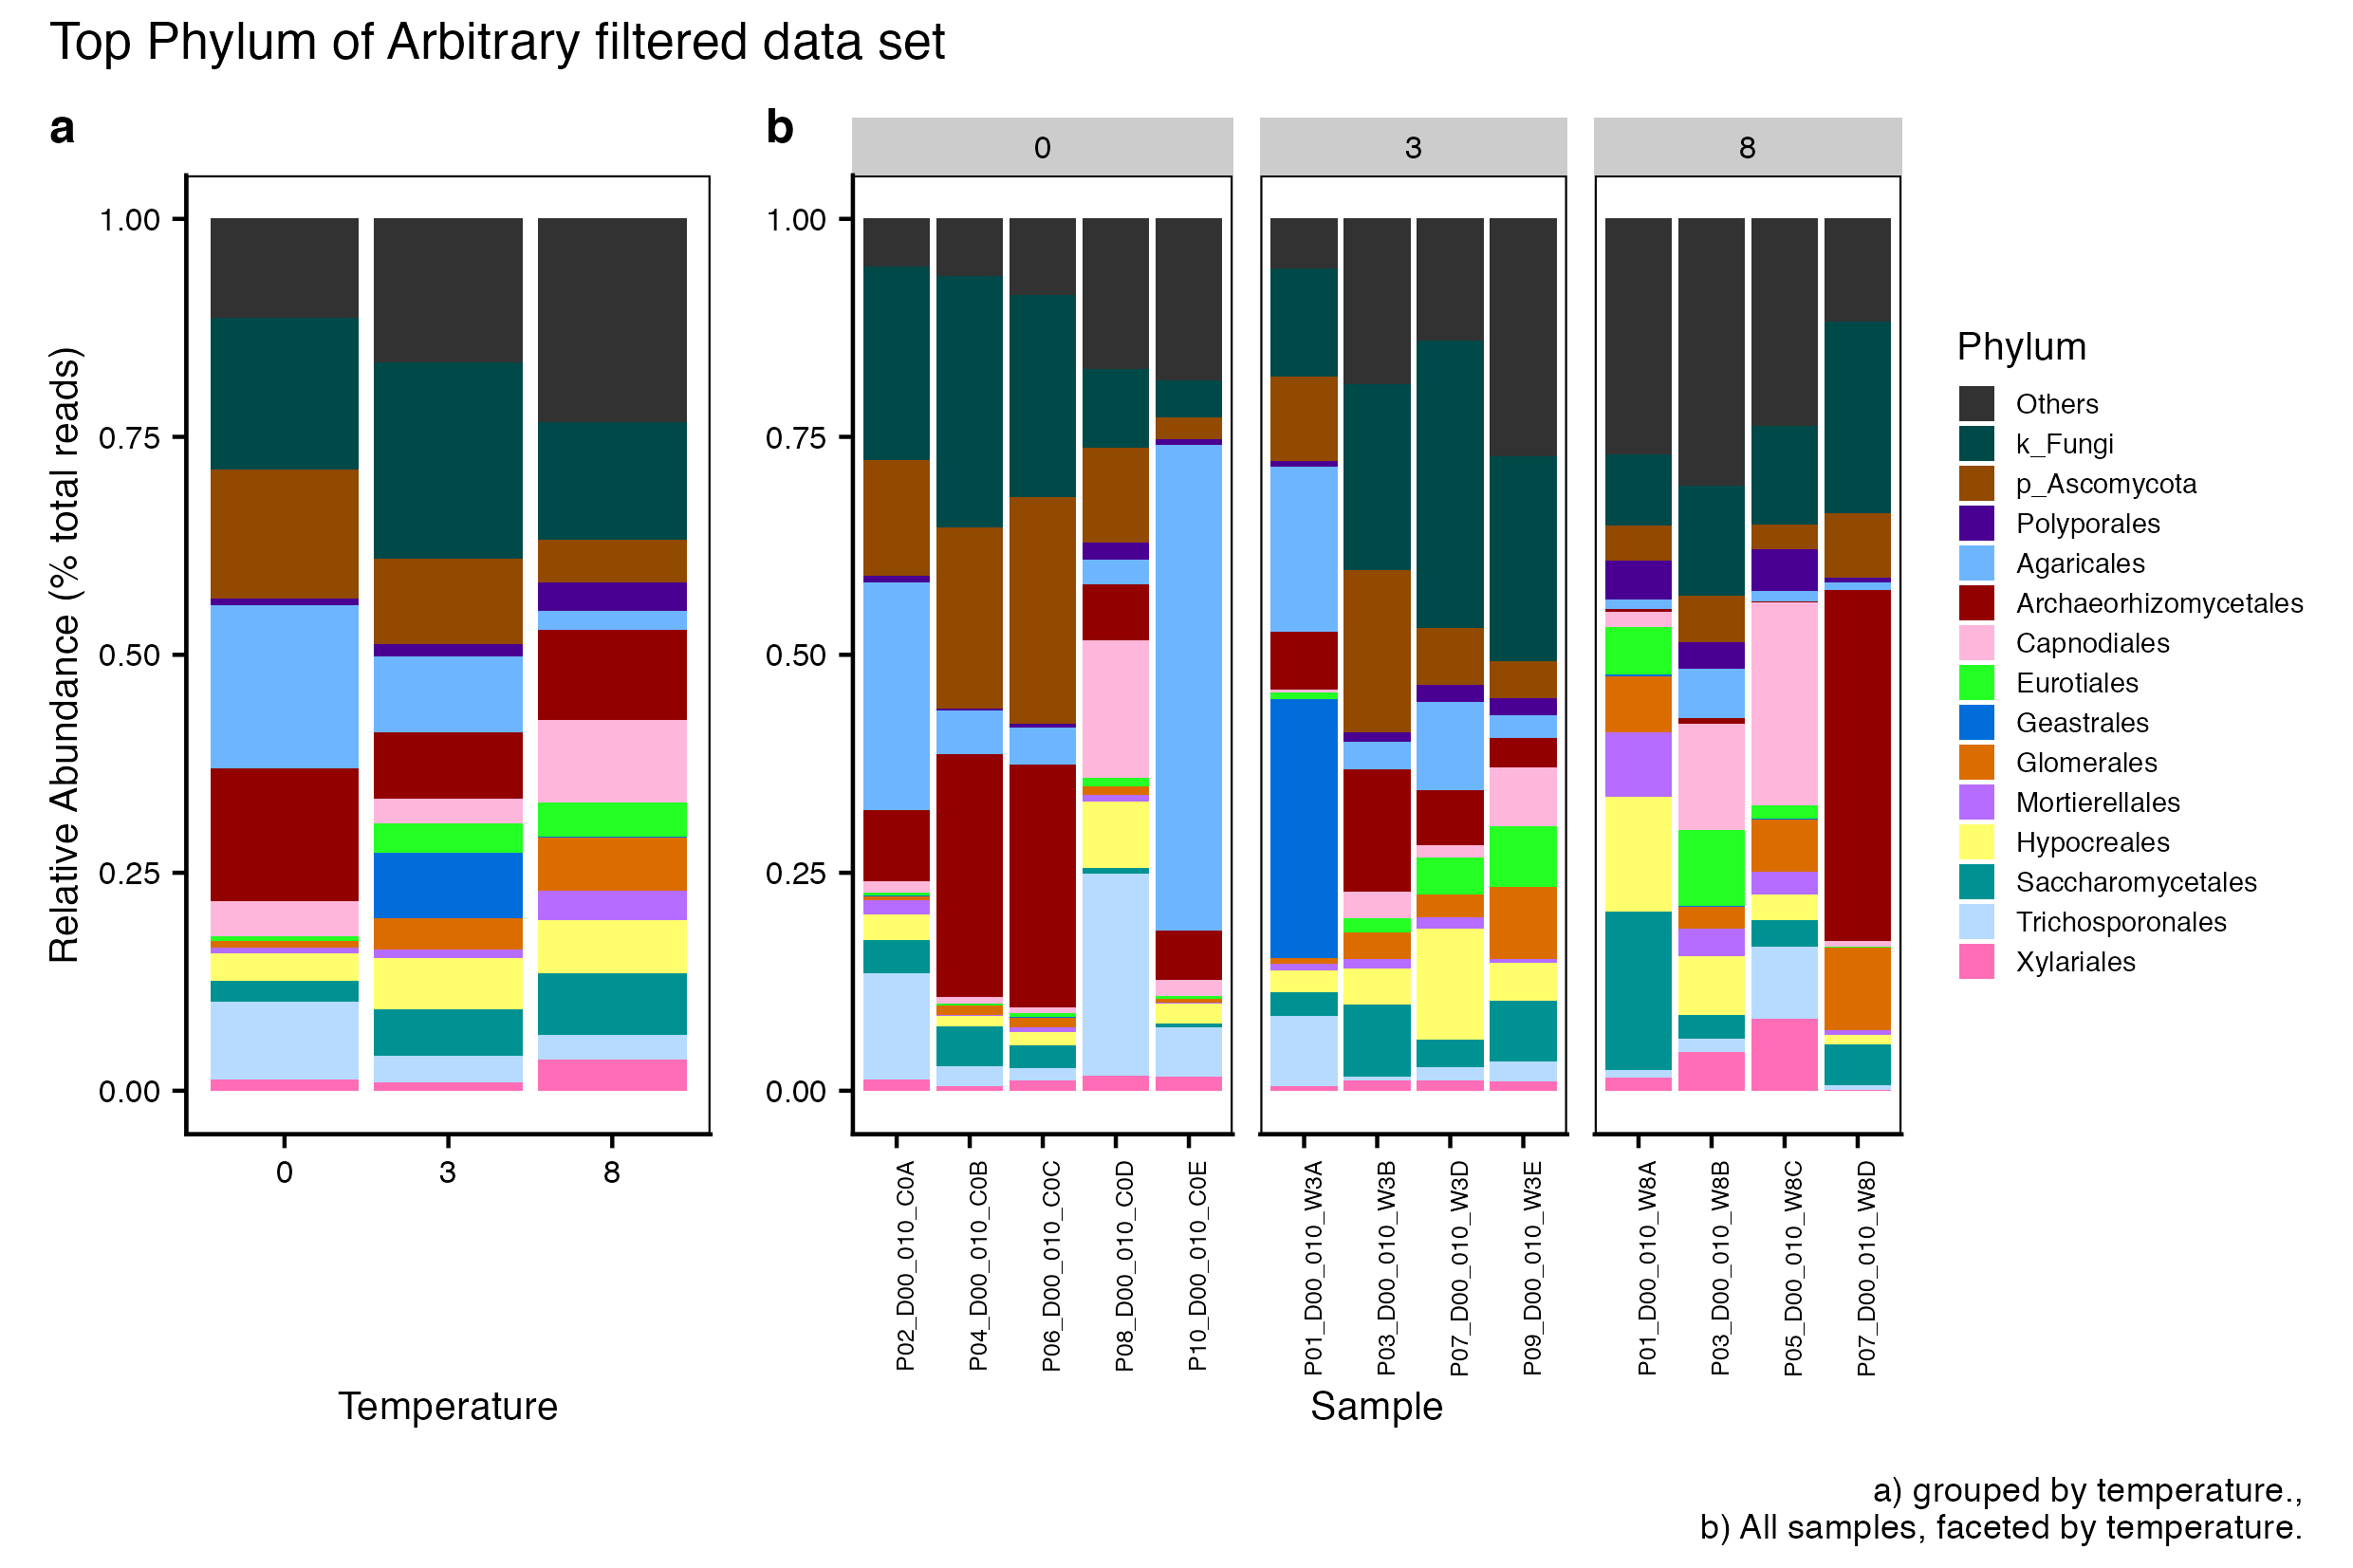 Top Phylum of Arbitrary filtered data set
a
Relative Abundance (% total reads)
1.00
0.75
0.50
0.25
0.00
0
3
8
Temperature
b
0
3
8
1.00
0.75
0.50
0.25
0.00
P02_D00_010_C0A
P04_D00_010_C0B
P06_D00_010_C0C
P08_D00_010_C0D
P10_D00_010_C0E
P01_D00_010_W3A
P03_D00_010_W3B
P07_D00_010_W3D
P09_D00_010_W3E
P01_D00_010_W8A
P03_D00_010_W8B
P05_D00_010_W8C
P07_D00_010_W8D
Sample
Phylum
Others
k_Fungi
p_Ascomycota
Polyporales
Agaricales
Archaeorhizomycetales
Capnodiales
Eurotiales
Geastrales
Glomerales
Mortierellales
Hypocreales
Saccharomycetales
Trichosporonales
Xylariales
a) grouped by temperature.,
b) All samples, faceted by temperature.